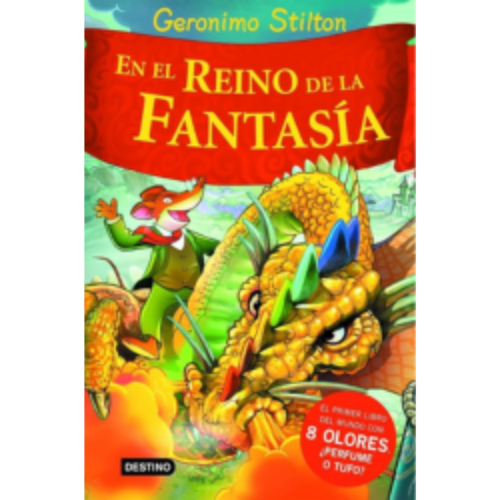 Geronimo Stilton
EN EL REINO DE LA
FANTASÍA
EL PRIMER LIBRO
DEL MUNDO CON
8 OLORES
¿PERFUME
O TUFO?
DESTINO